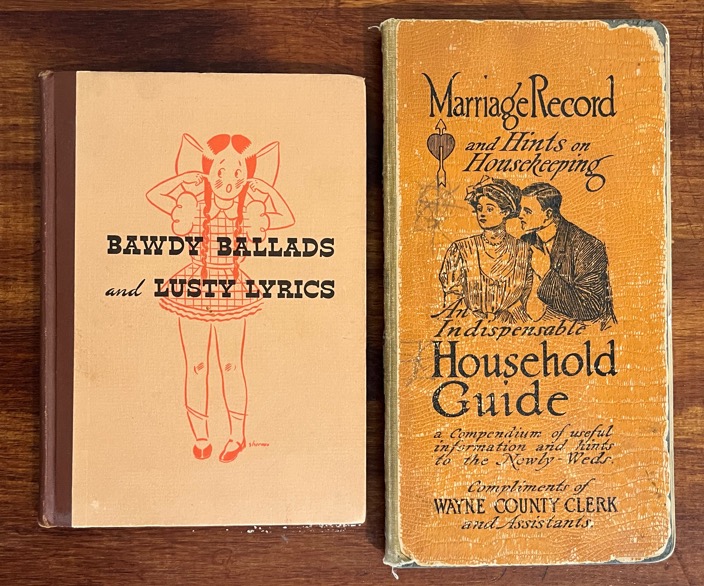 BAWDY BALLADS
and LUSTY LYRICS
Marriage Record
and Hints on
Housekeeping
An
Indispensable
Household
Guide
a Compendium of useful
information and hints
to the Newly-Weds.
Compliments of
WAYNE COUNTY CLERK
and Assistants.